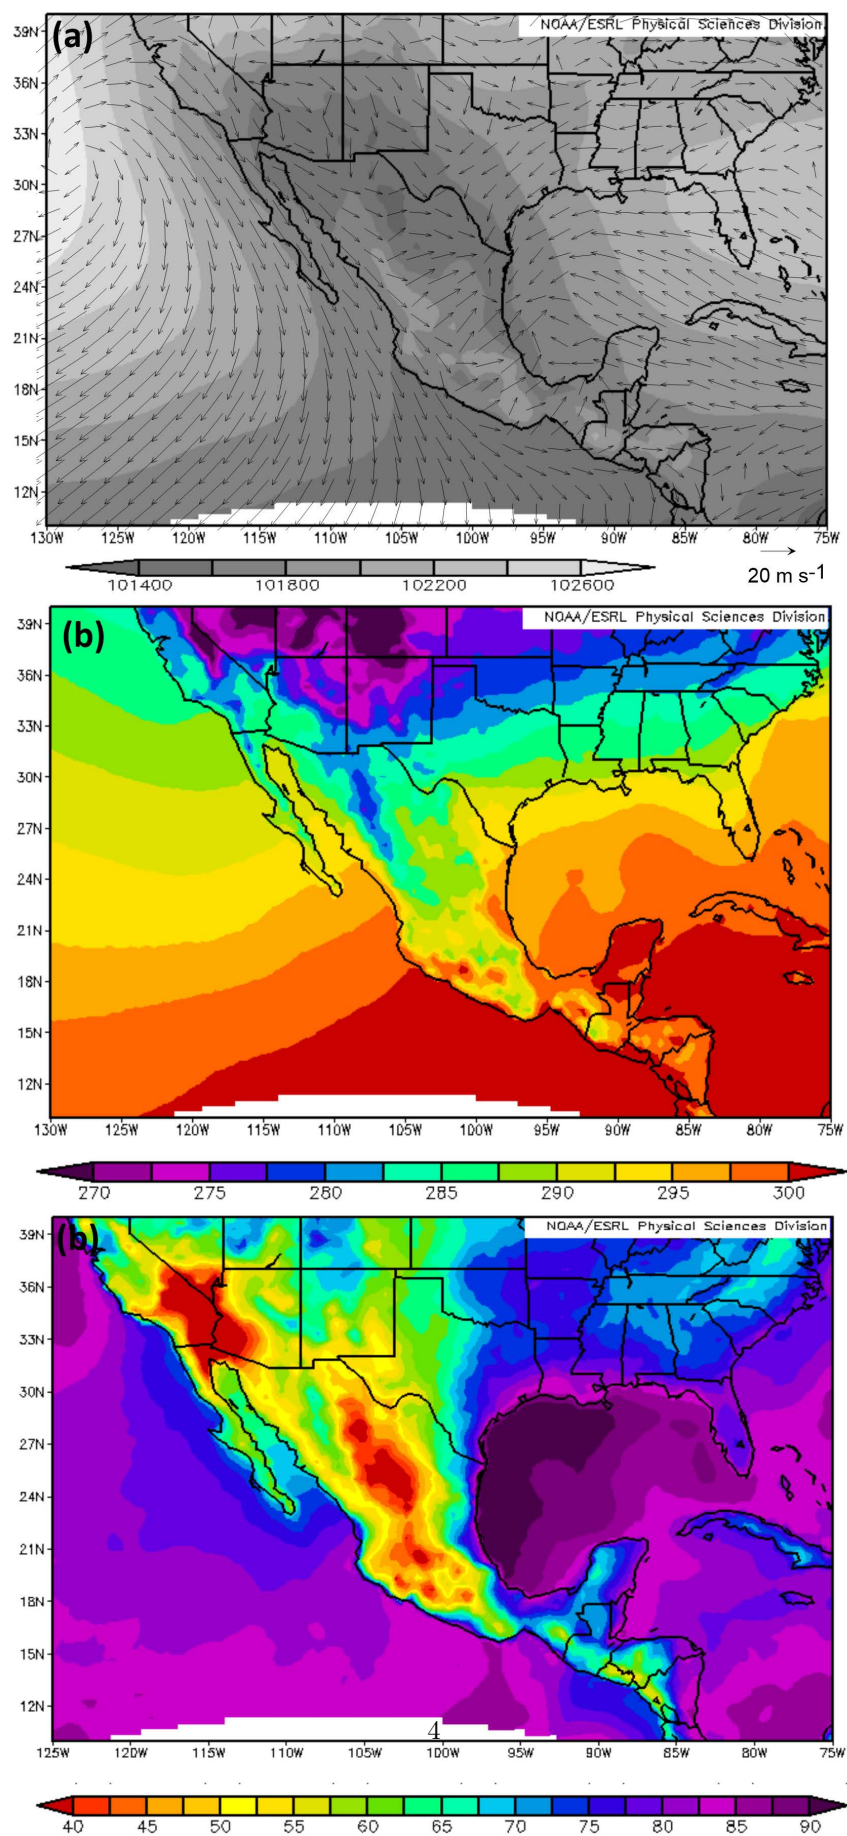 (a)
NOAA/ESRL Physical Sciences Division
39N
36N
33N
30N
27N
24N
21N
18N
15N
12N
130W 125W 120W 115W 110W 105W 100W 95W 90W 85W 80W 75W
101400 101800 102200 102600
20 m s-1
(b)
NOAA/ESRL Physical Sciences Division
39N
36N
33N
30N
27N
24N
21N
18N
15N
12N
130W 125W 120W 115W 110W 105W 100W 95W 90W 85W 80W 75W
270 275 280 285 290 295 300
(b)
NOAA/ESRL Physical Sciences Division
39N
36N
33N
30N
27N
24N
21N
18N
15N
12N
4
125W 120W 115W 110W 105W 100W 95W 90W 85W 80W 75W
40 45 50 55 60 65 70 75 80 85 90